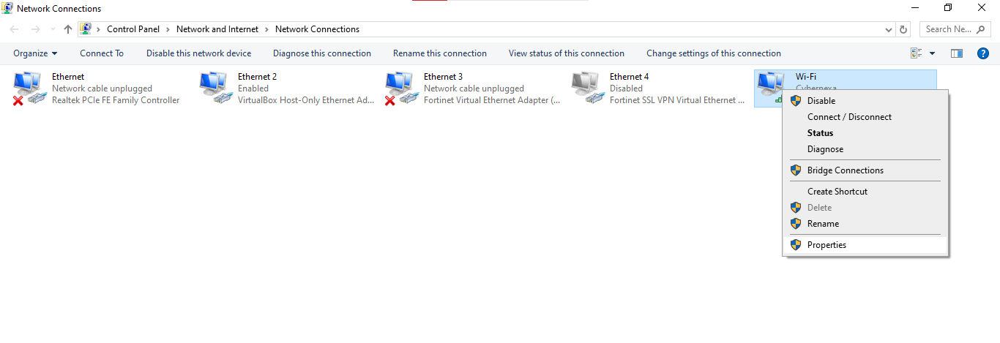 Network Connections
Control Panel > Network and Internet > Network Connections
Search Ne...
Organize Connect To Disable this network device Diagnose this connection Rename this connection View status of this connection Change settings of this connection
Ethernet
Network cable unplugged
Realtek PCIe FE Family Controller
Ethernet 2
Enabled
VirtualBox Host-Only Ethernet Ad...
Ethernet 3
Network cable unplugged
Fortinet Virtual Ethernet Adapter (...
Ethernet 4
Disabled
Fortinet SSL VPN Virtual Ethernet ...
Wi-Fi
Cybernexa
Disable
Connect / Disconnect
Status
Diagnose
Bridge Connections
Create Shortcut
Delete
Rename
Properties